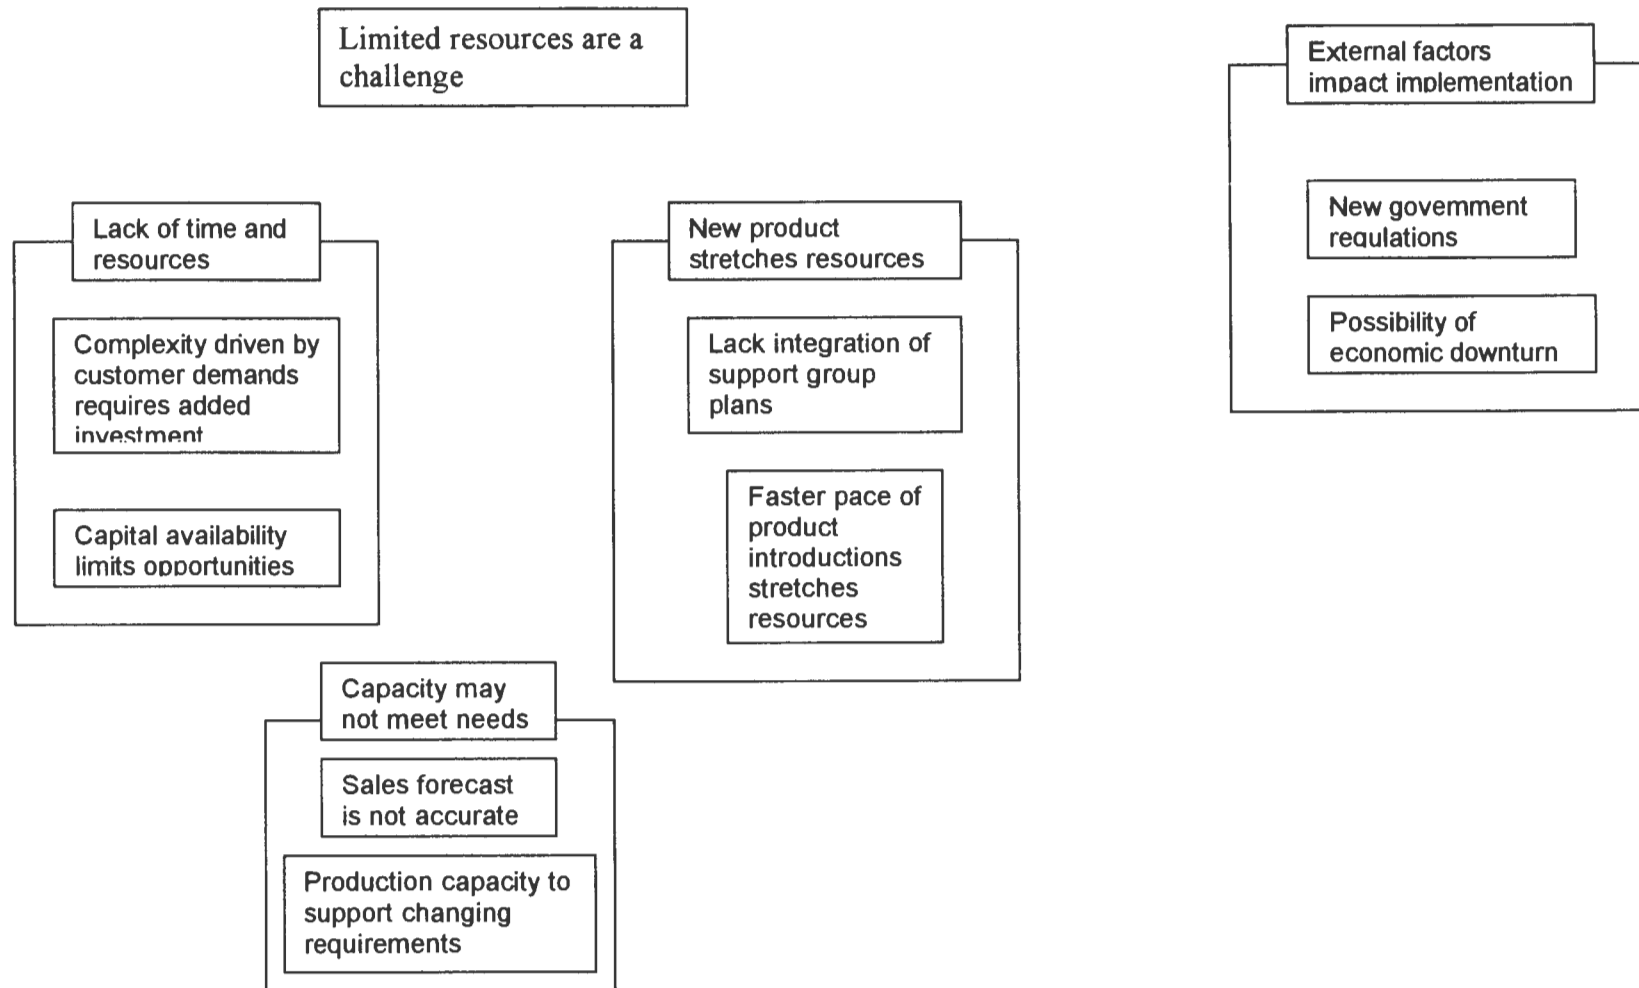 Limited resources are a
challenge
External factors
impact implementation
New government
regulations
Possibility of
economic downturn
Lack of time and
resources
Complexity driven by
customer demands
requires added
investment
Capital availability
limits opportunities
New product
stretches resources
Lack integration of
support group
plans
Faster pace of
product
introductions
stretches
resources
Capacity may
not meet needs
Sales forecast
is not accurate
Production capacity to
support changing
requirements